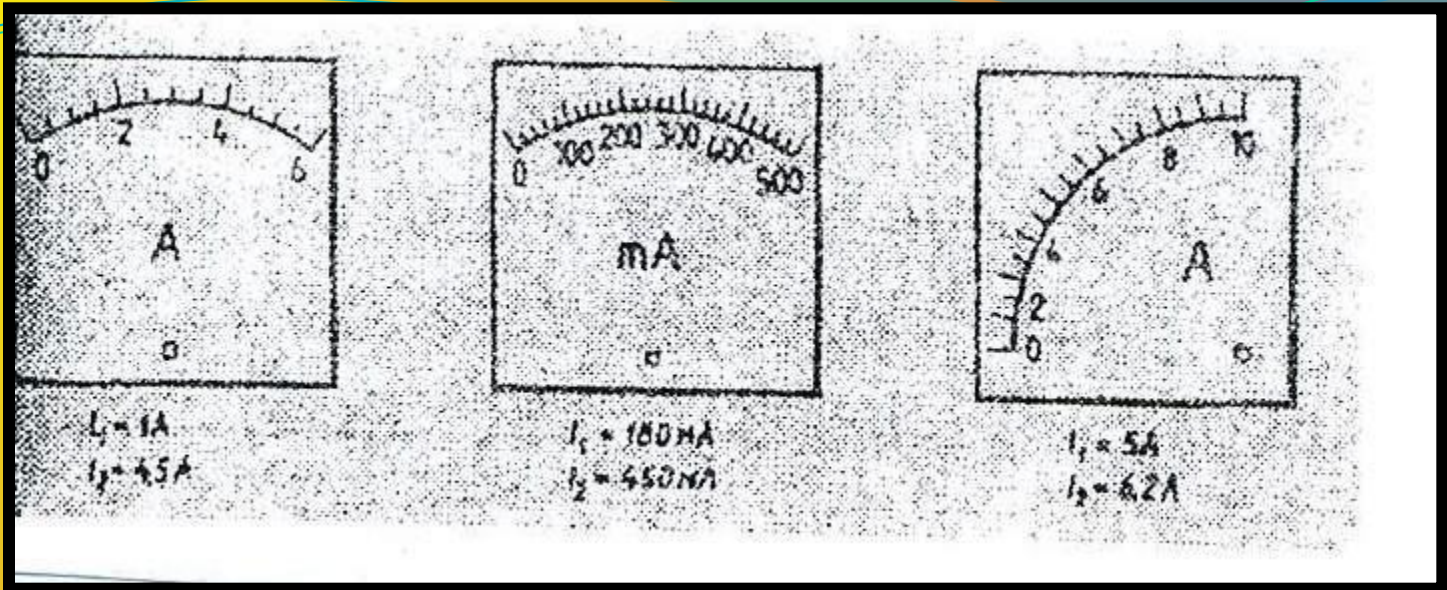 0 2 4 6
A
I₁ = 1A
I₂ = 4,5A
0 100 200 300 400 500
mA
I₁ = 180 mA
I₂ = 450 mA
0 2 4 6 8 10
A
I₁ = 5A
I₂ = 6,2A